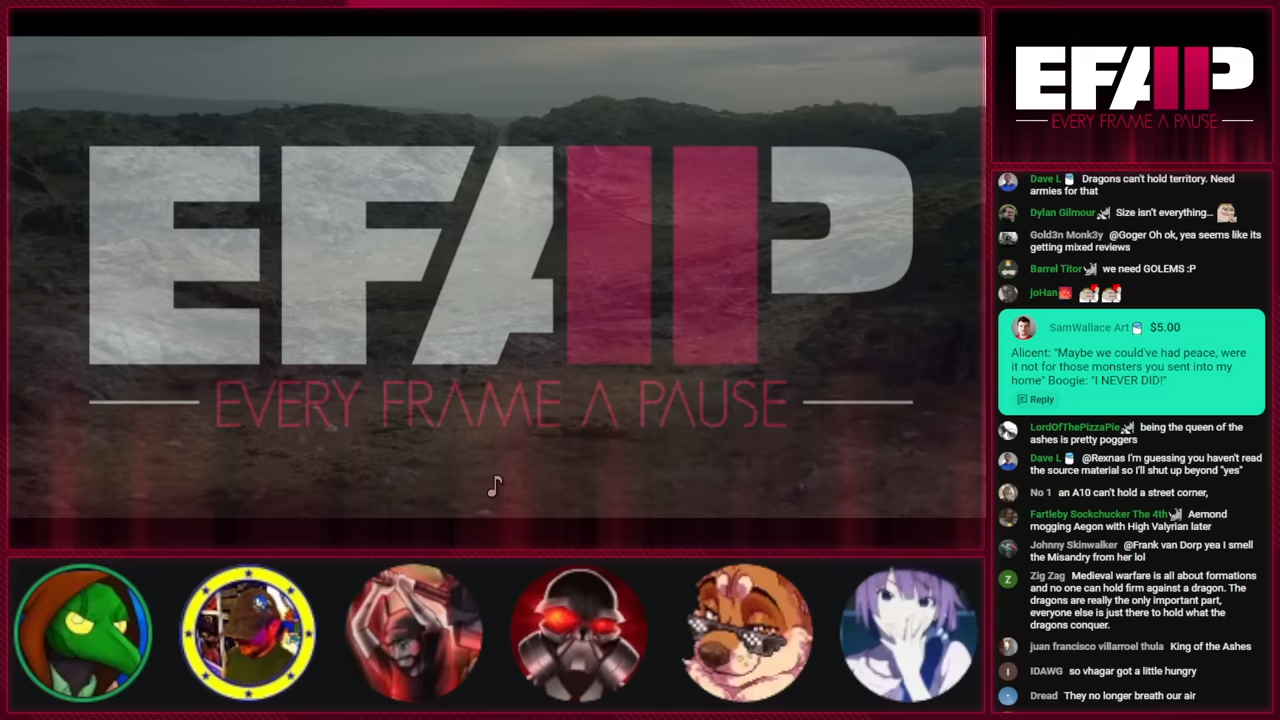 EFAP
EVERY FRAME A PAUSE
EFAP
EVERY FRAME A PAUSE
Dave L Dragons can't hold territory. Need
armies for that
Dylan Gilmour Size isn't everything...
Gold3n Monk3y @Goger Oh ok, yea seems like its
getting mixed reviews
Barrel Titor we need GOLEMS :P
joHan
SamWallace Art $5.00
Alicent: "Maybe we could've had peace, were
it not for those monsters you sent into my
home" Boogie: "I NEVER DID!"
Reply
LordOfThePizzaPie being the queen of the
ashes is pretty poggers
Dave L @Rexnas I'm guessing you haven't read
the source material so I'll shut up beyond "yes"
No 1 an A10 can't hold a street corner,
Fartleby Sockchucker The 4th Aemond
mogging Aegon with High Valyrian later
Johnny Skinwalker @Frank van Dorp yea I smell
the Misandry from her lol
Z
Zig Zag Medieval warfare is all about formations
and no one can hold firm against a dragon. The
dragons are really the only important part,
everyone else is just there to hold what the
dragons conquer.
juan francisco villarroel thula King of the Ashes
I
IDAWG so vhagar got a little hungry
Dread They no longer breath our air